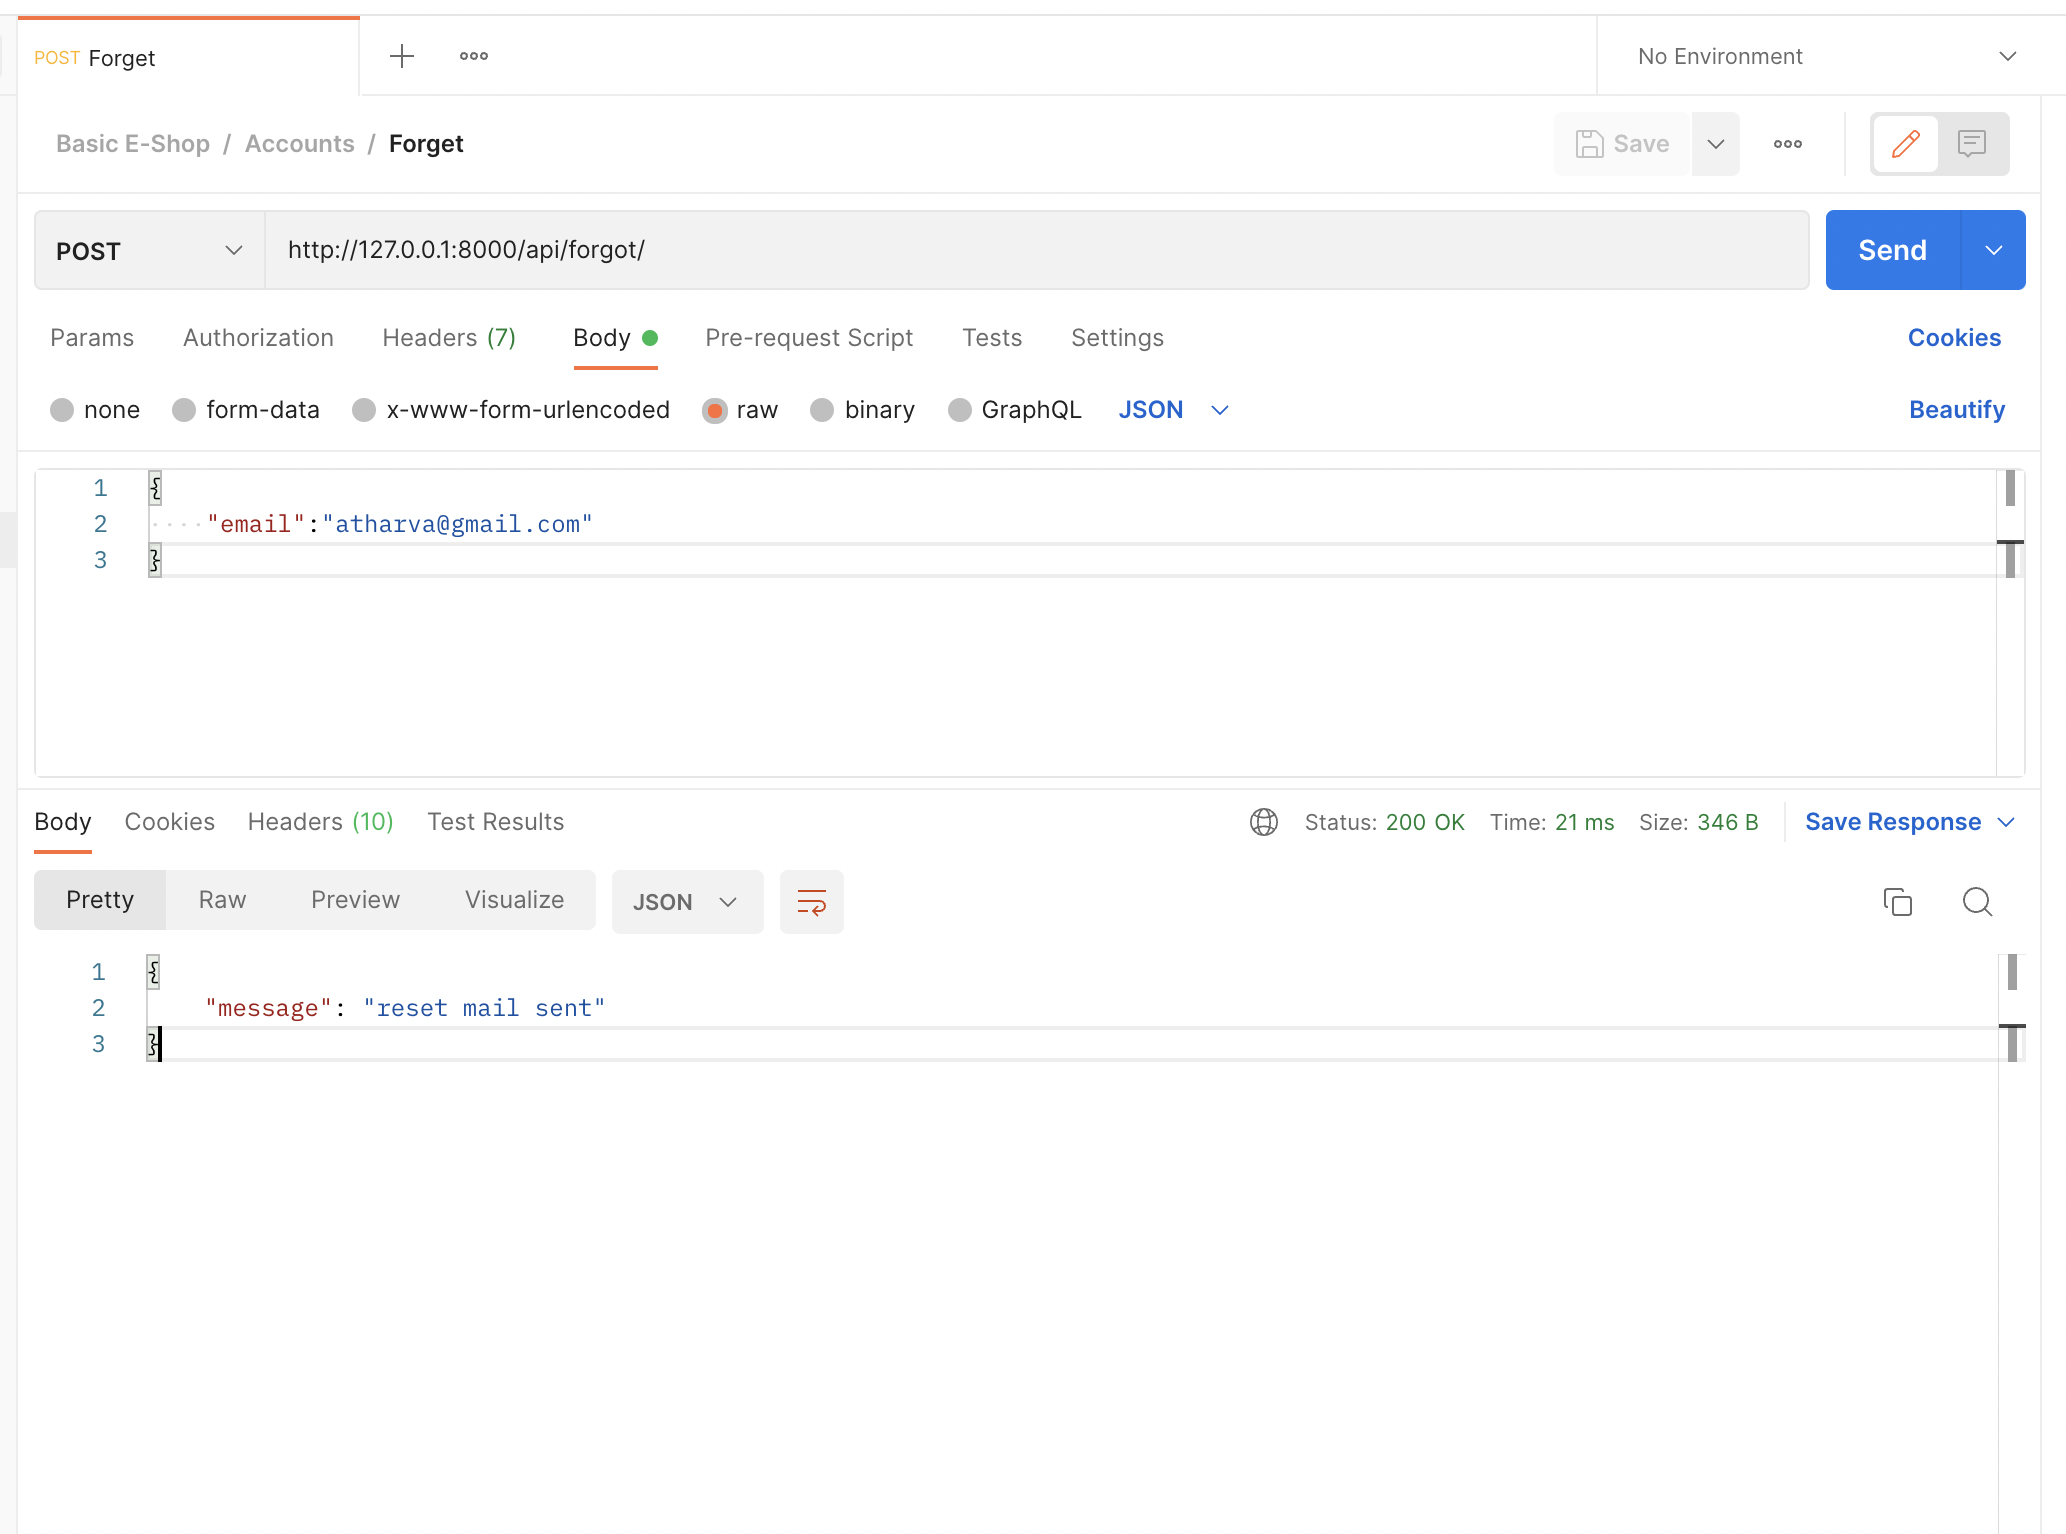 POST Forget
No Environment
Basic E-Shop / Accounts / Forget
Save
POST
http://127.0.0.1:8000/api/forgot/
Send
Params Authorization Headers (7) Body Pre-request Script Tests Settings Cookies
none form-data x-www-form-urlencoded raw binary GraphQL JSON Beautify
1 {
2 "email":"atharva@gmail.com"
3 }
Body Cookies Headers (10) Test Results Status: 200 OK Time: 21 ms Size: 346 B Save Response
Pretty Raw Preview Visualize JSON
1 {
2 "message": "reset mail sent"
3 }